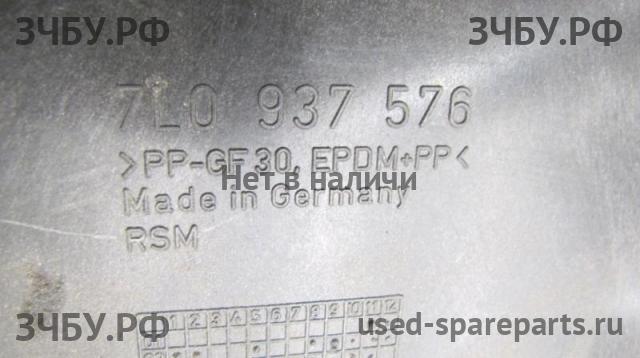 ЗЧБУ.РФ ЗЧБУ.РФ
7L0 937 576
>PP-GF30, EPDM+PP<
Нет в наличи
Made in Germany
RSM
1 2 3 4 5 6 7 8 9 10 11 12
ЗЧБУ.РФ used-spareparts.ru